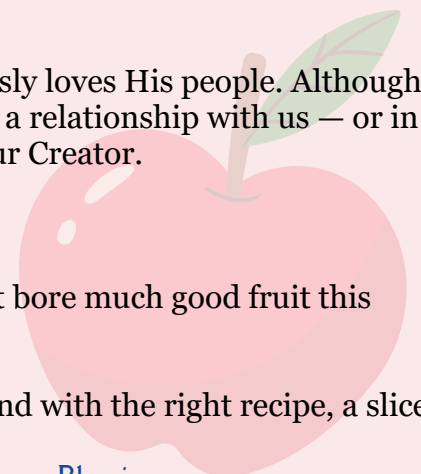 sly loves His people. Although
a relationship with us — or in
ur Creator.
t bore much good fruit this
nd with the right recipe, a slice